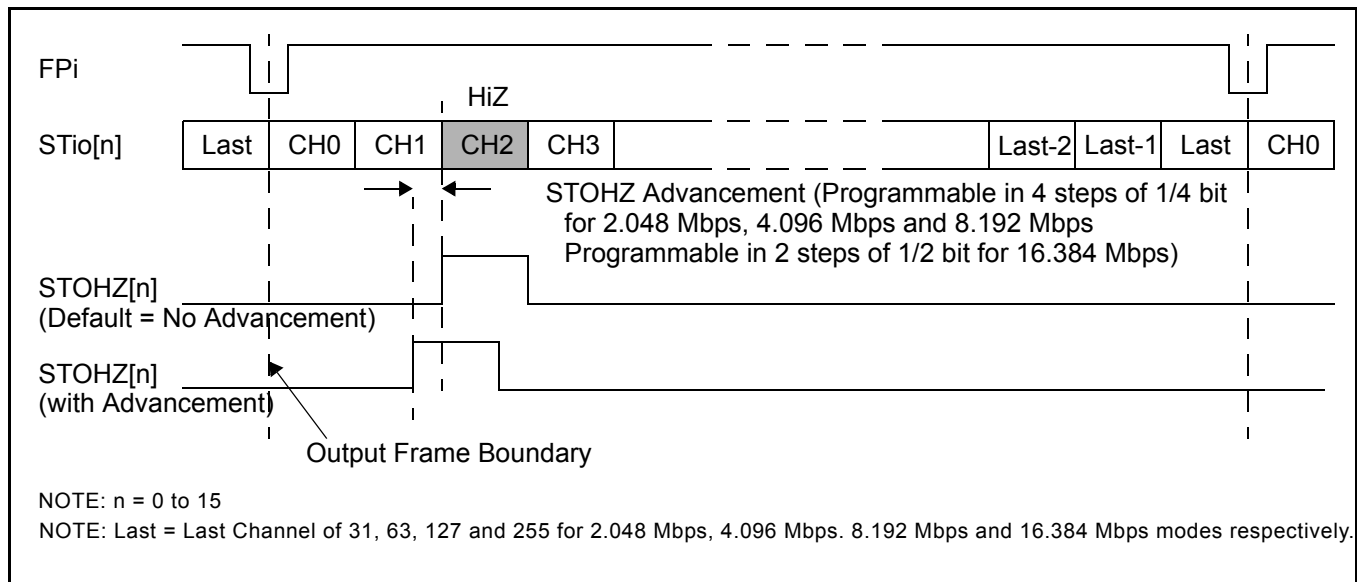 FPi
HiZ
STio[n]
Last CH0 CH1 CH2 CH3 Last-2 Last-1 Last CH0
STOHZ Advancement (Programmable in 4 steps of 1/4 bit
for 2.048 Mbps, 4.096 Mbps and 8.192 Mbps
Programmable in 2 steps of 1/2 bit for 16.384 Mbps)
STOHZ[n]
(Default = No Advancement)
STOHZ[n]
(with Advancement)
Output Frame Boundary
NOTE: n = 0 to 15
NOTE: Last = Last Channel of 31, 63, 127 and 255 for 2.048 Mbps, 4.096 Mbps. 8.192 Mbps and 16.384 Mbps modes respectively.